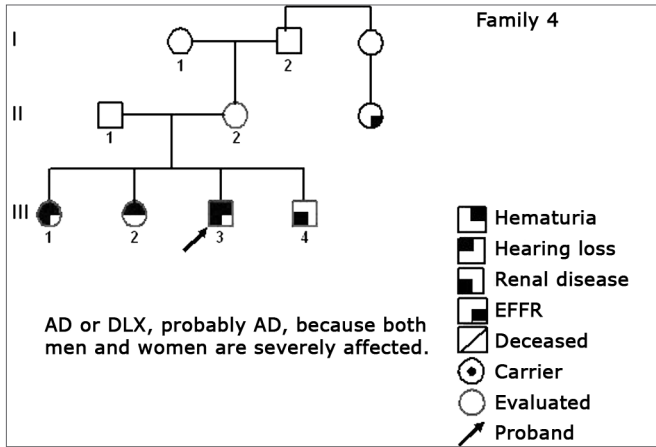 Family 4
I
1
2
II
1
2
III
1
2
3
4
Hematuria
Hearing loss
Renal disease
EFFR
Deceased
Carrier
Evaluated
Proband
AD or DLX, probably AD, because both
men and women are severely affected.